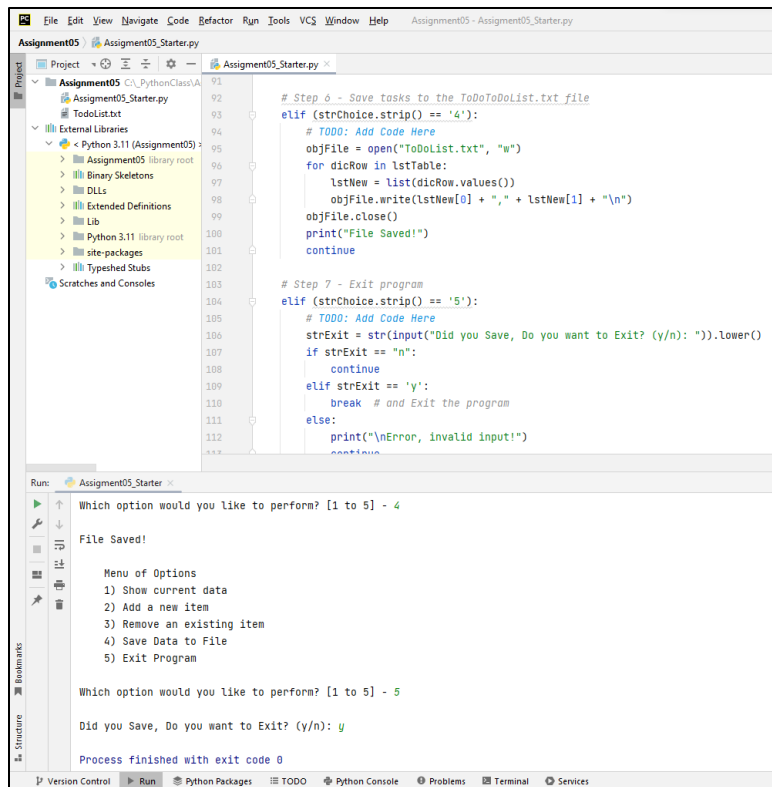 PC File Edit View Navigate Code Refactor Run Tools VCS Window Help Assignment05 - Assigment05_Starter.py
Assignment05 Assigment05_Starter.py
Project
Project
Assignment05 C:\_PythonClass\A
Assigment05_Starter.py
TodoList.txt
External Libraries
< Python 3.11 (Assignment05) >
Assignment05 library root
Binary Skeletons
DLLs
Extended Definitions
Lib
Python 3.11 library root
site-packages
Typeshed Stubs
Scratches and Consoles
Assigment05_Starter.py
91
92 # Step 6 - Save tasks to the ToDoToDoList.txt file
93 elif (strChoice.strip() == '4'):
94 # TODO: Add Code Here
95 objFile = open("ToDoList.txt", "w")
96 for dicRow in lstTable:
97 lstNew = list(dicRow.values())
98 objFile.write(lstNew[0] + "," + lstNew[1] + "\n")
99 objFile.close()
100 print("File Saved!")
101 continue
102
103 # Step 7 - Exit program
104 elif (strChoice.strip() == '5'):
105 # TODO: Add Code Here
106 strExit = str(input("Did you Save, Do you want to Exit? (y/n): ")).lower()
107 if strExit == "n":
108 continue
109 elif strExit == 'y':
110 break # and Exit the program
111 else:
112 print("\nError, invalid input!")
113 continue
Run: Assigment05_Starter
Which option would you like to perform? [1 to 5] - 4
File Saved!
Menu of Options
1) Show current data
2) Add a new item
3) Remove an existing item
4) Save Data to File
5) Exit Program
Which option would you like to perform? [1 to 5] - 5
Did you Save, Do you want to Exit? (y/n): y
Process finished with exit code 0
Bookmarks
Structure
Version Control Run Python Packages TODO Python Console Problems Terminal Services